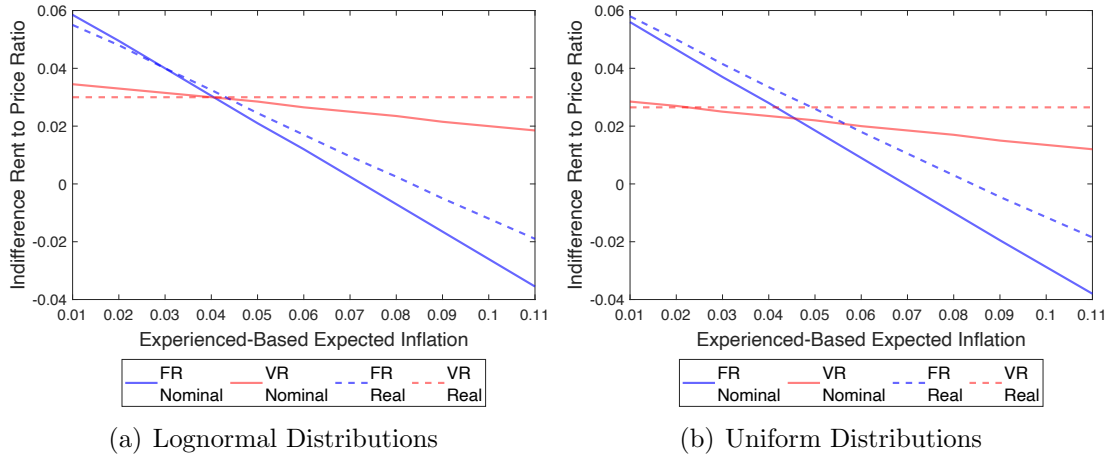 Indifference Rent to Price Ratio
0.06
0.04
0.02
0
-0.02
-0.04
0.01 0.02 0.03 0.04 0.05 0.06 0.07 0.08 0.09 0.1 0.11
Experienced-Based Expected Inflation
FR Nominal VR Nominal FR Real VR Real
(a) Lognormal Distributions
Indifference Rent to Price Ratio
0.06
0.04
0.02
0
-0.02
-0.04
0.01 0.02 0.03 0.04 0.05 0.06 0.07 0.08 0.09 0.1 0.11
Experienced-Based Expected Inflation
FR Nominal VR Nominal FR Real VR Real
(b) Uniform Distributions